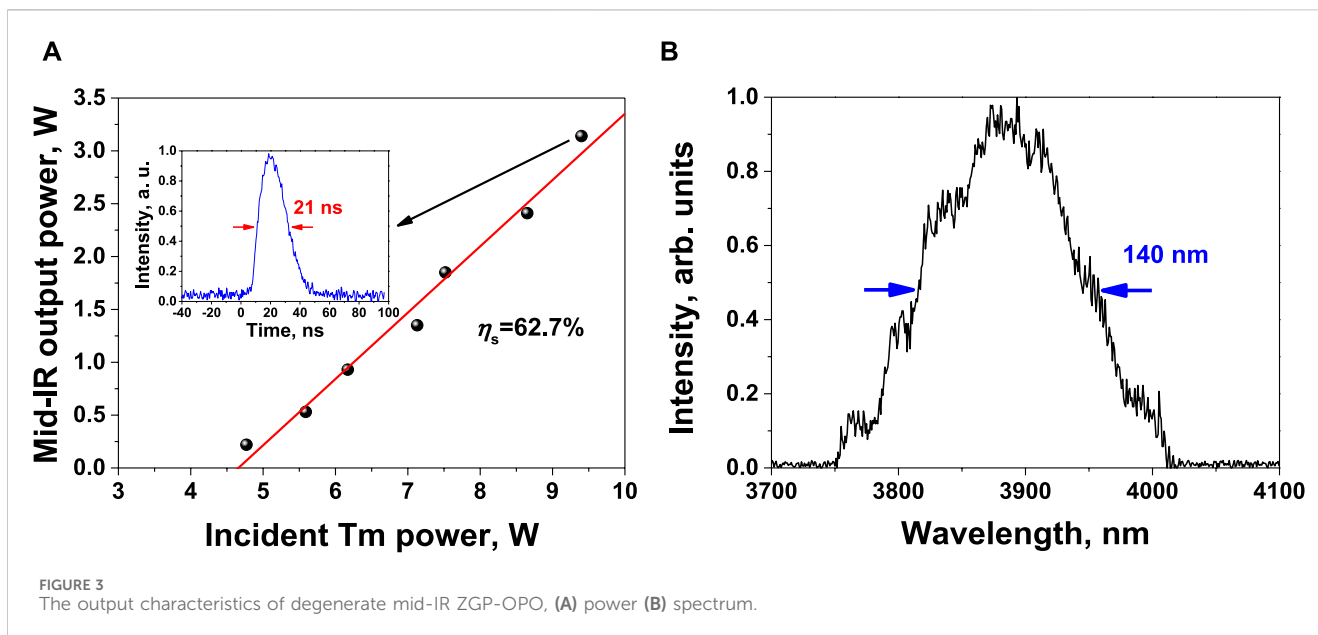 A
Mid-IR output power, W
3.5
3.0
2.5
2.0
1.5
1.0
0.5
0.0
3 4 5 6 7 8 9 10
Incident Tm power, W
ηs=62.7%
Intensity, a. u.
1.0
0.8
0.6
0.4
0.2
0.0
-40 -20 0 20 40 60 80 100
Time, ns
21 ns
B
Intensity, arb. units
1.0
0.8
0.6
0.4
0.2
0.0
3700 3800 3900 4000 4100
Wavelength, nm
140 nm
FIGURE 3
The output characteristics of degenerate mid-IR ZGP-OPO, (A) power (B) spectrum.